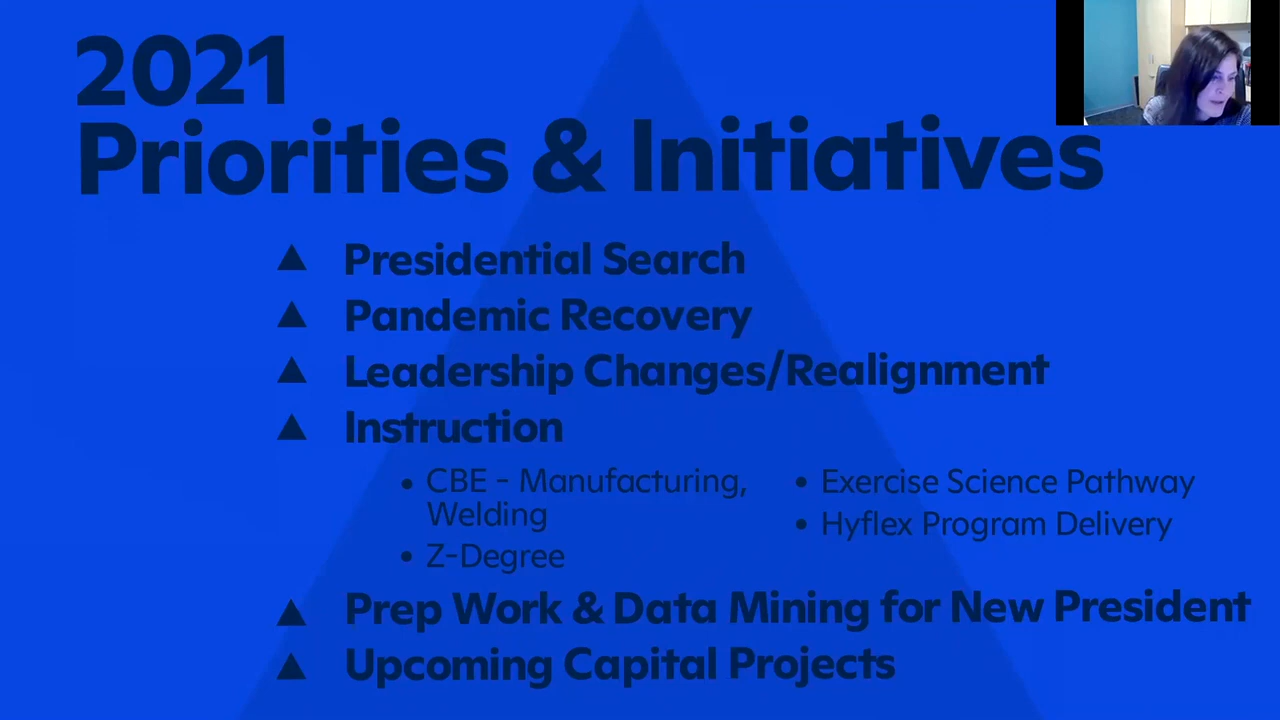 2021
Priorities & Initiatives
Presidential Search
Pandemic Recovery
Leadership Changes/Realignment
Instruction
CBE - Manufacturing,
Welding
Z-Degree
Exercise Science Pathway
Hyflex Program Delivery
Prep Work & Data Mining for New President
Upcoming Capital Projects